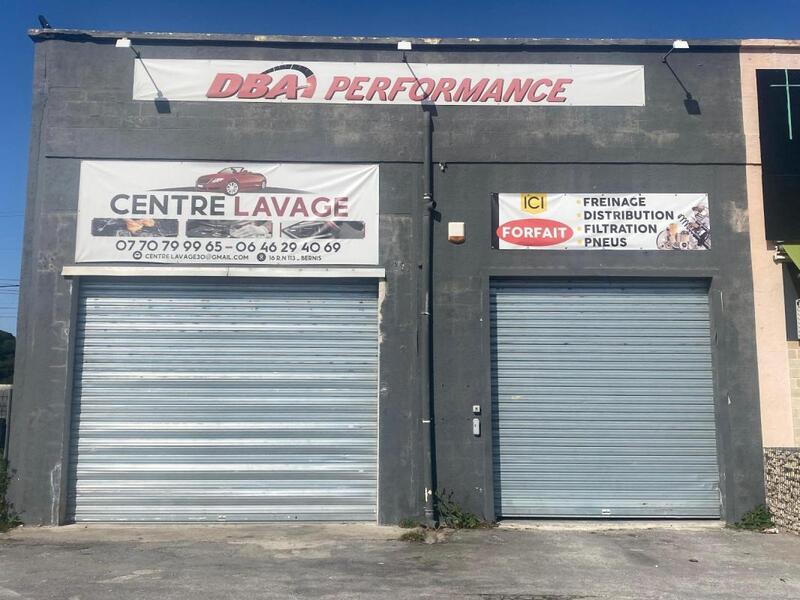 DBA PERFORMANCE
CENTRE LAVAGE
07 70 79 99 65 – 06 46 29 40 69
CENTRE.LAVAGE30@GMAIL.COM 16 R.N 113 _ BERNIS
ICI
FORFAIT
• FRÉINAGE
• DISTRIBUTION
• FILTRATION
• PNEUS